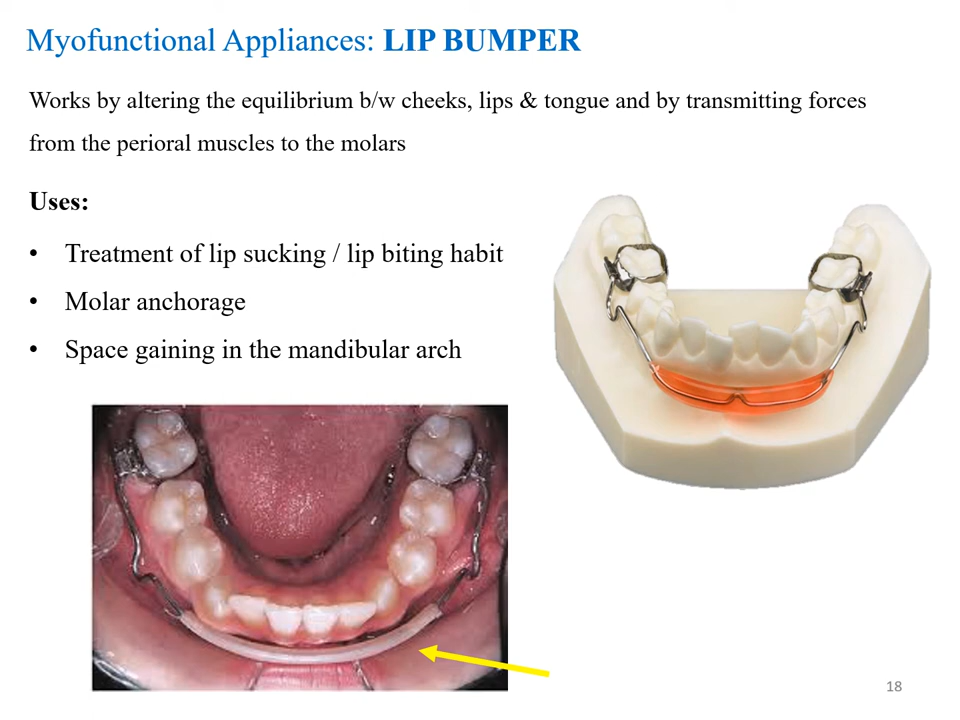 Myofunctional Appliances: LIP BUMPER
Works by altering the equilibrium b/w cheeks, lips & tongue and by transmitting forces
from the perioral muscles to the molars
Uses:
• Treatment of lip sucking / lip biting habit
• Molar anchorage
• Space gaining in the mandibular arch
18